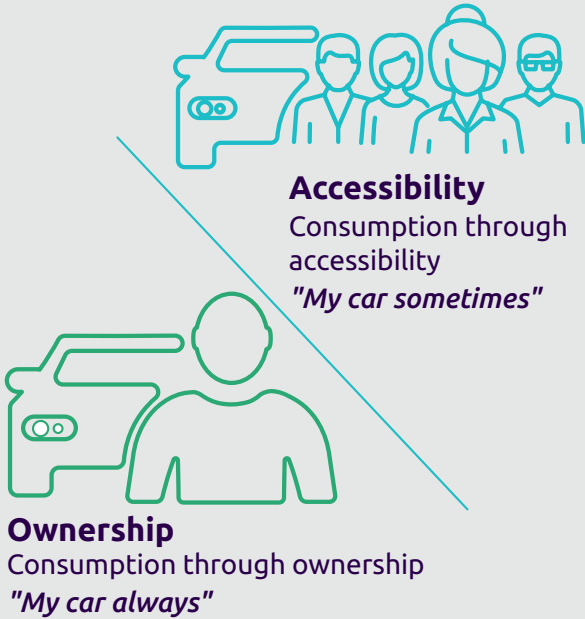 Accessibility
Consumption through
accessibility
"My car sometimes"
Ownership
Consumption through ownership
"My car always"